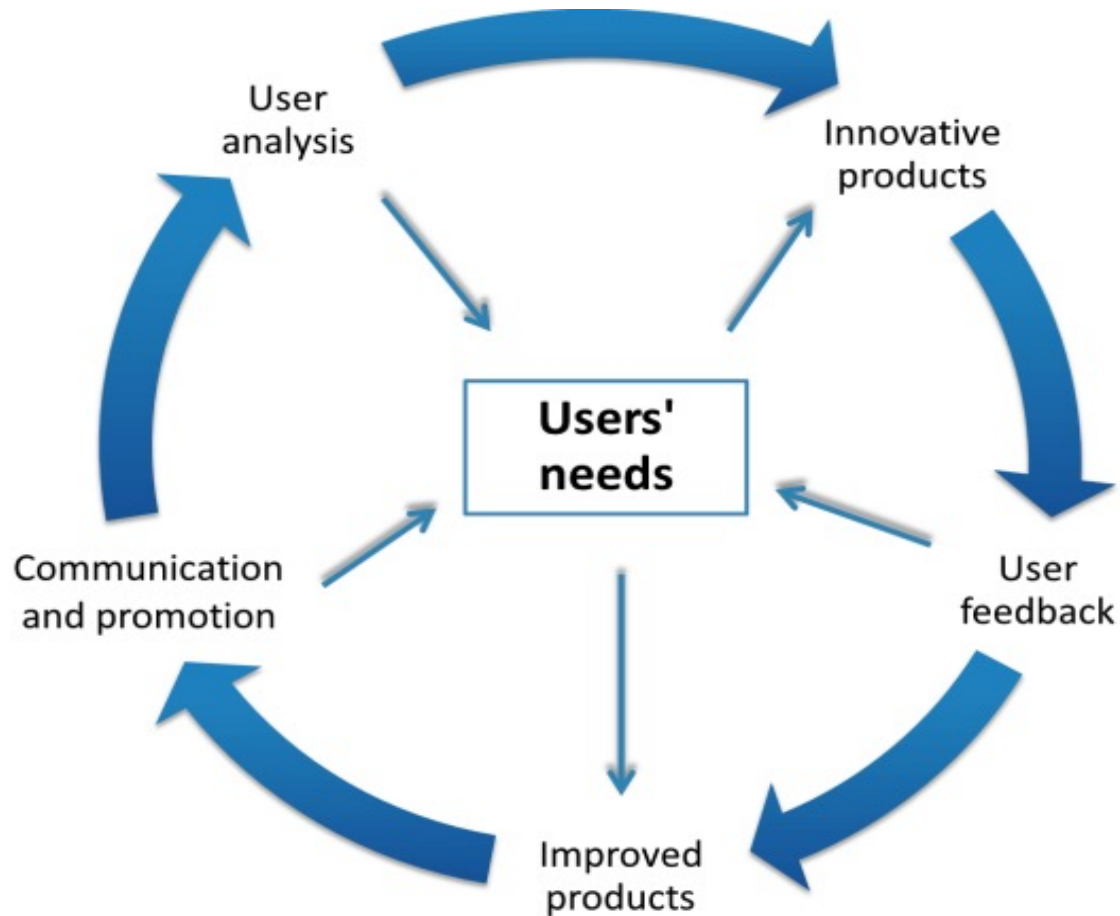 User
analysis
Innovative
products
Users'
needs
User
feedback
Improved
products
Communication
and promotion